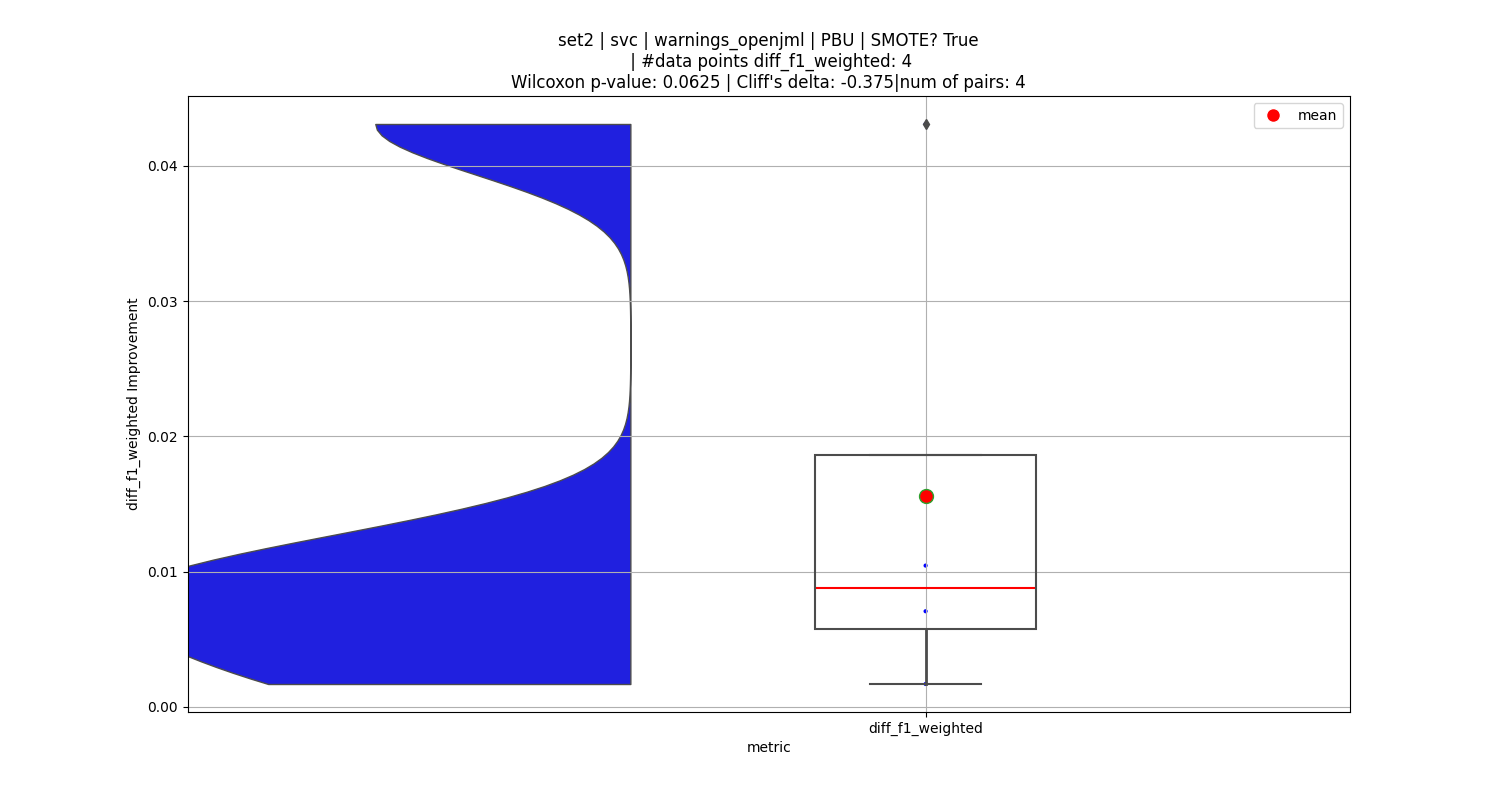 set2 | svc | warnings_openjml | PBU | SMOTE? True
| #data points diff_f1_weighted: 4
Wilcoxon p-value: 0.0625 | Cliff's delta: -0.375|num of pairs: 4
mean
0.04
0.03
0.02
0.01
0.00
diff_f1_weighted Improvement
diff_f1_weighted
metric